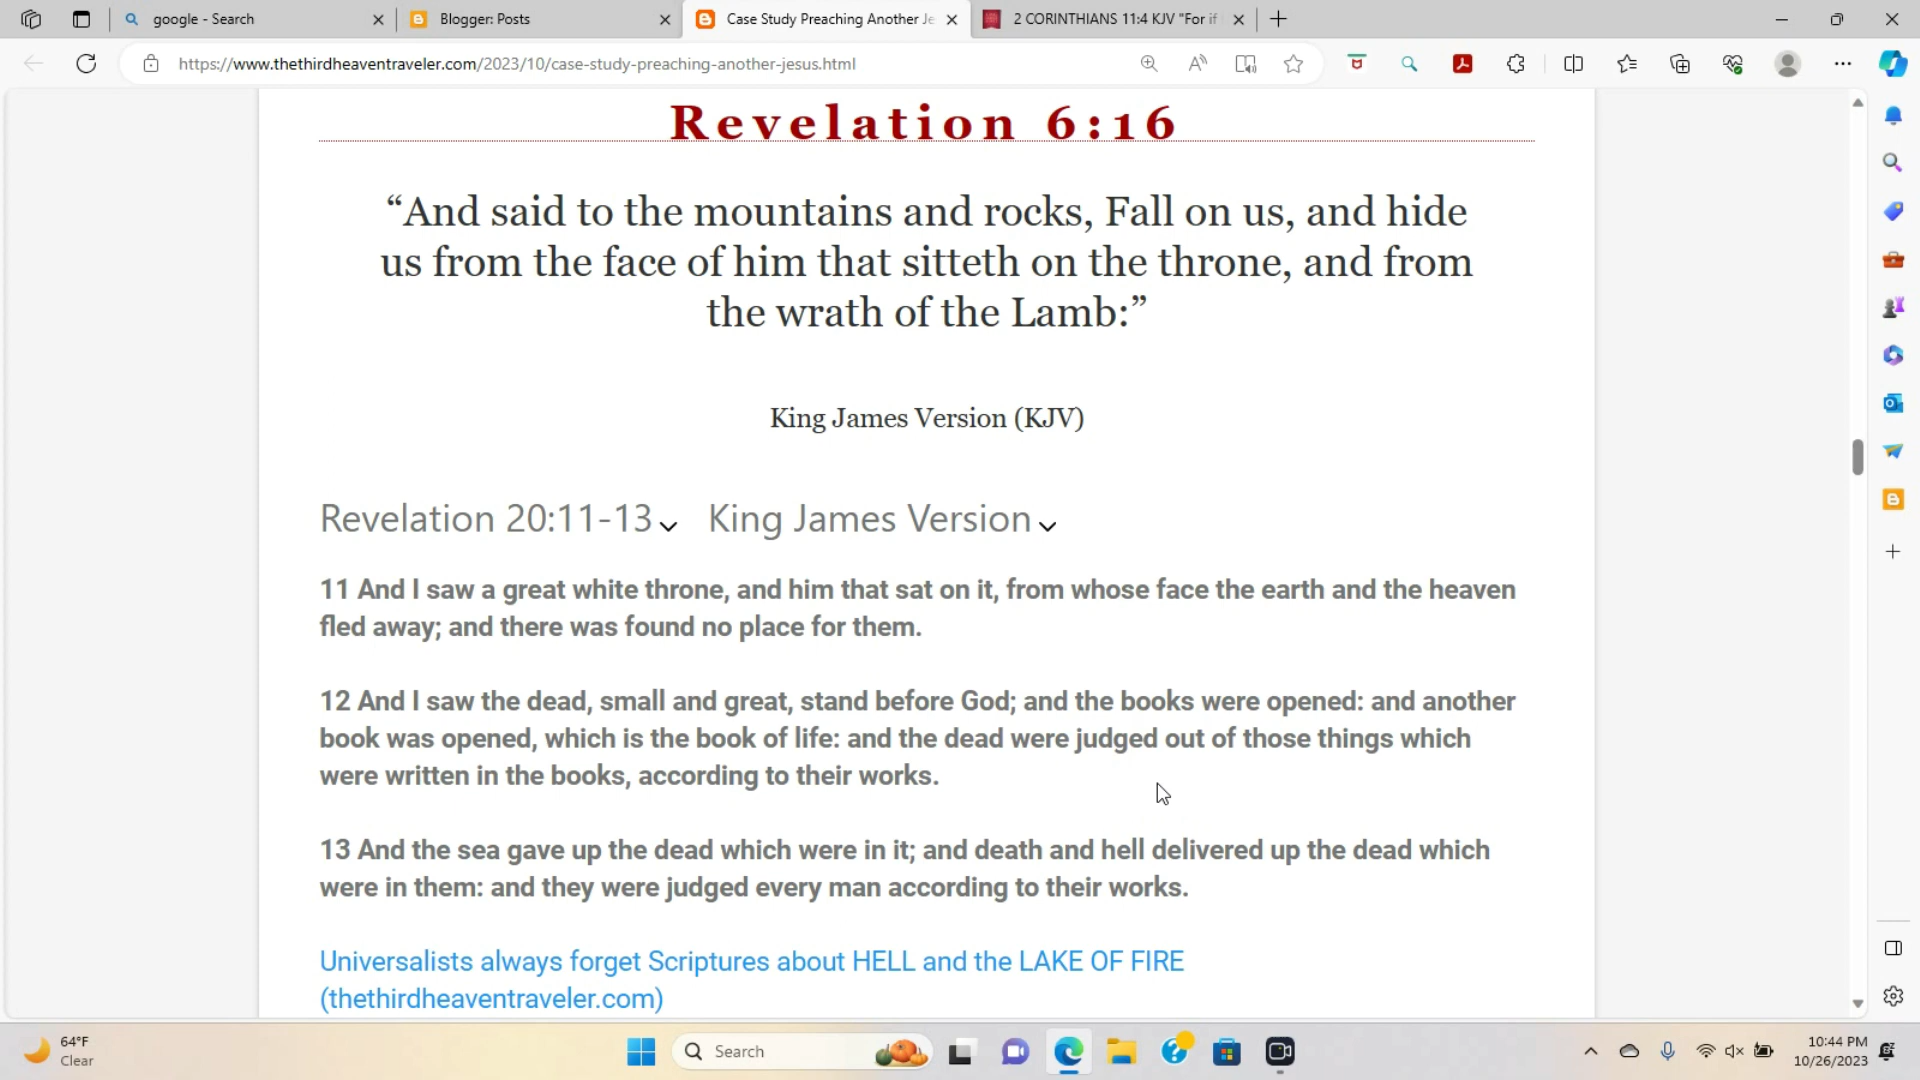 google - Search
Blogger: Posts
Case Study Preaching Another Je
2 CORINTHIANS 11:4 KJV "For if
https://www.thethirdheaventraveler.com/2023/10/case-study-preaching-another-jesus.html
Revelation 6:16
“And said to the mountains and rocks, Fall on us, and hide
us from the face of him that sitteth on the throne, and from
the wrath of the Lamb:”
King James Version (KJV)
Revelation 20:11-13 King James Version
11 And I saw a great white throne, and him that sat on it, from whose face the earth and the heaven
fled away; and there was found no place for them.
12 And I saw the dead, small and great, stand before God; and the books were opened: and another
book was opened, which is the book of life: and the dead were judged out of those things which
were written in the books, according to their works.
13 And the sea gave up the dead which were in it; and death and hell delivered up the dead which
were in them: and they were judged every man according to their works.
Universalists always forget Scriptures about HELL and the LAKE OF FIRE
(thethirdheaventraveler.com)
64°F
Clear
Search
10:44 PM
10/26/2023